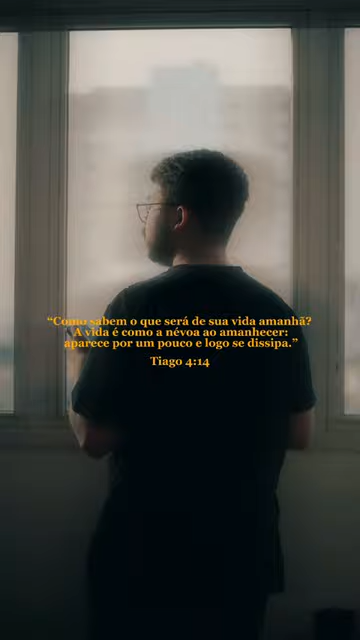 “Como sabem o que será de sua vida amanhã?
A vida é como a névoa ao amanhecer:
aparece por um pouco e logo se dissipa.”
Tiago 4:14